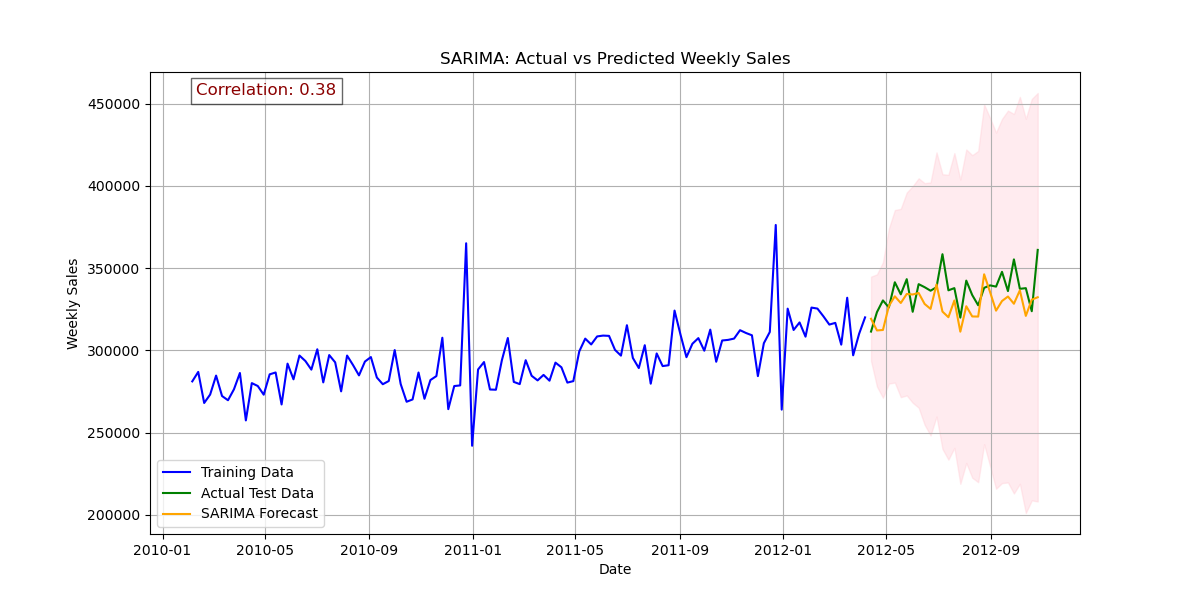 SARIMA: Actual vs Predicted Weekly Sales
Correlation: 0.38
450000
400000
350000
300000
250000
200000
Weekly Sales
Training Data
Actual Test Data
SARIMA Forecast
2010-01 2010-05 2010-09 2011-01 2011-05 2011-09 2012-01 2012-05 2012-09
Date